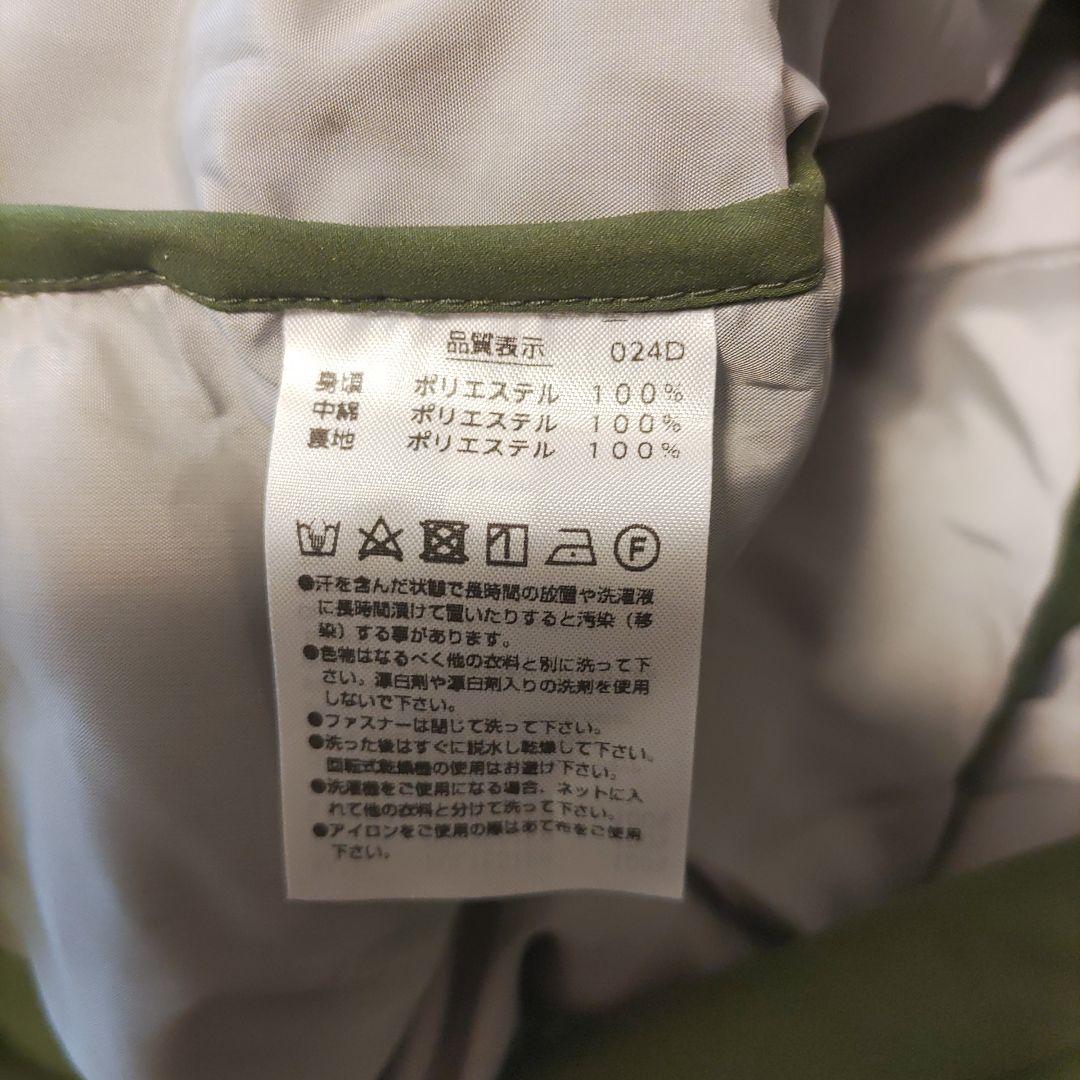 品質表示 024D
身頃 ポリエステル 100%
中綿 ポリエステル 100%
裏地 ポリエステル 100%
F
●汗を含んだ状態で長時間の放置や洗濯液
に長時間漬けて置いたりすると汚染(移
染)する事があります。
●色物はなるべく他の衣料と別に洗って下
さい。漂白剤や漂白剤入りの洗剤を使用
しないで下さい。
●ファスナーは閉じて洗って下さい。
●洗った後はすぐに脱水し乾燥して下さい。
回転式乾燥機の使用はお避け下さい。
●洗濯機をご使用になる場合、ネットに入
れて他の衣料と分けて洗って下さい。
●アイロンをご使用の際はあて布をご使用
下さい。